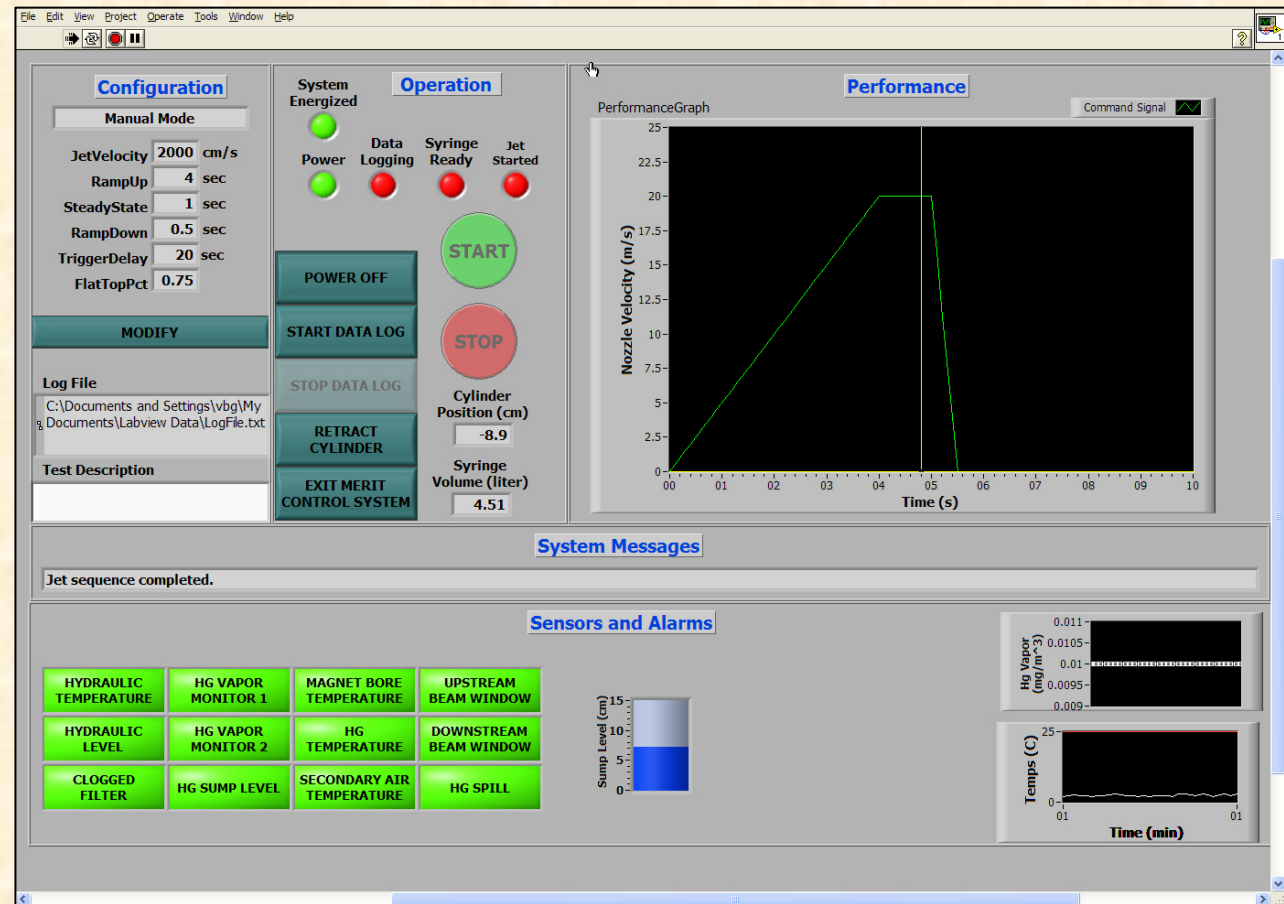 File Edit View Project Operate Tools Window Help
?
1
Configuration
Manual Mode
JetVelocity 2000 cm/s
RampUp 4 sec
SteadyState 1 sec
RampDown 0.5 sec
TriggerDelay 20 sec
FlatTopPct 0.75
MODIFY
Log File
C:\Documents and Settings\vbg\My
Documents\Labview Data\LogFile.txt
Test Description
Operation
System
Energized
Power
Data
Logging
Syringe
Ready
Jet
Started
POWER OFF
START DATA LOG
STOP DATA LOG
RETRACT
CYLINDER
EXIT MERIT
CONTROL SYSTEM
START
STOP
Cylinder
Position (cm)
-8.9
Syringe
Volume (liter)
4.51
Performance
PerformanceGraph
Command Signal
Nozzle Velocity (m/s)
25
22.5
20
17.5
15
12.5
10
7.5
5
2.5
0
00 01 02 03 04 05 06 07 08 09 10
Time (s)
System Messages
Jet sequence completed.
Sensors and Alarms
HYDRAULIC
TEMPERATURE
HG VAPOR
MONITOR 1
MAGNET BORE
TEMPERATURE
UPSTREAM
BEAM WINDOW
HYDRAULIC
LEVEL
HG VAPOR
MONITOR 2
HG
TEMPERATURE
DOWNSTREAM
BEAM WINDOW
CLOGGED
FILTER
HG SUMP LEVEL
SECONDARY AIR
TEMPERATURE
HG SPILL
Sump Level (cm)
15
10
5
0
Hg Vapor
(mg/m^3)
0.011
0.0105
0.01
0.0095
0.009
Temps (C)
25
0
01 01
Time (min)